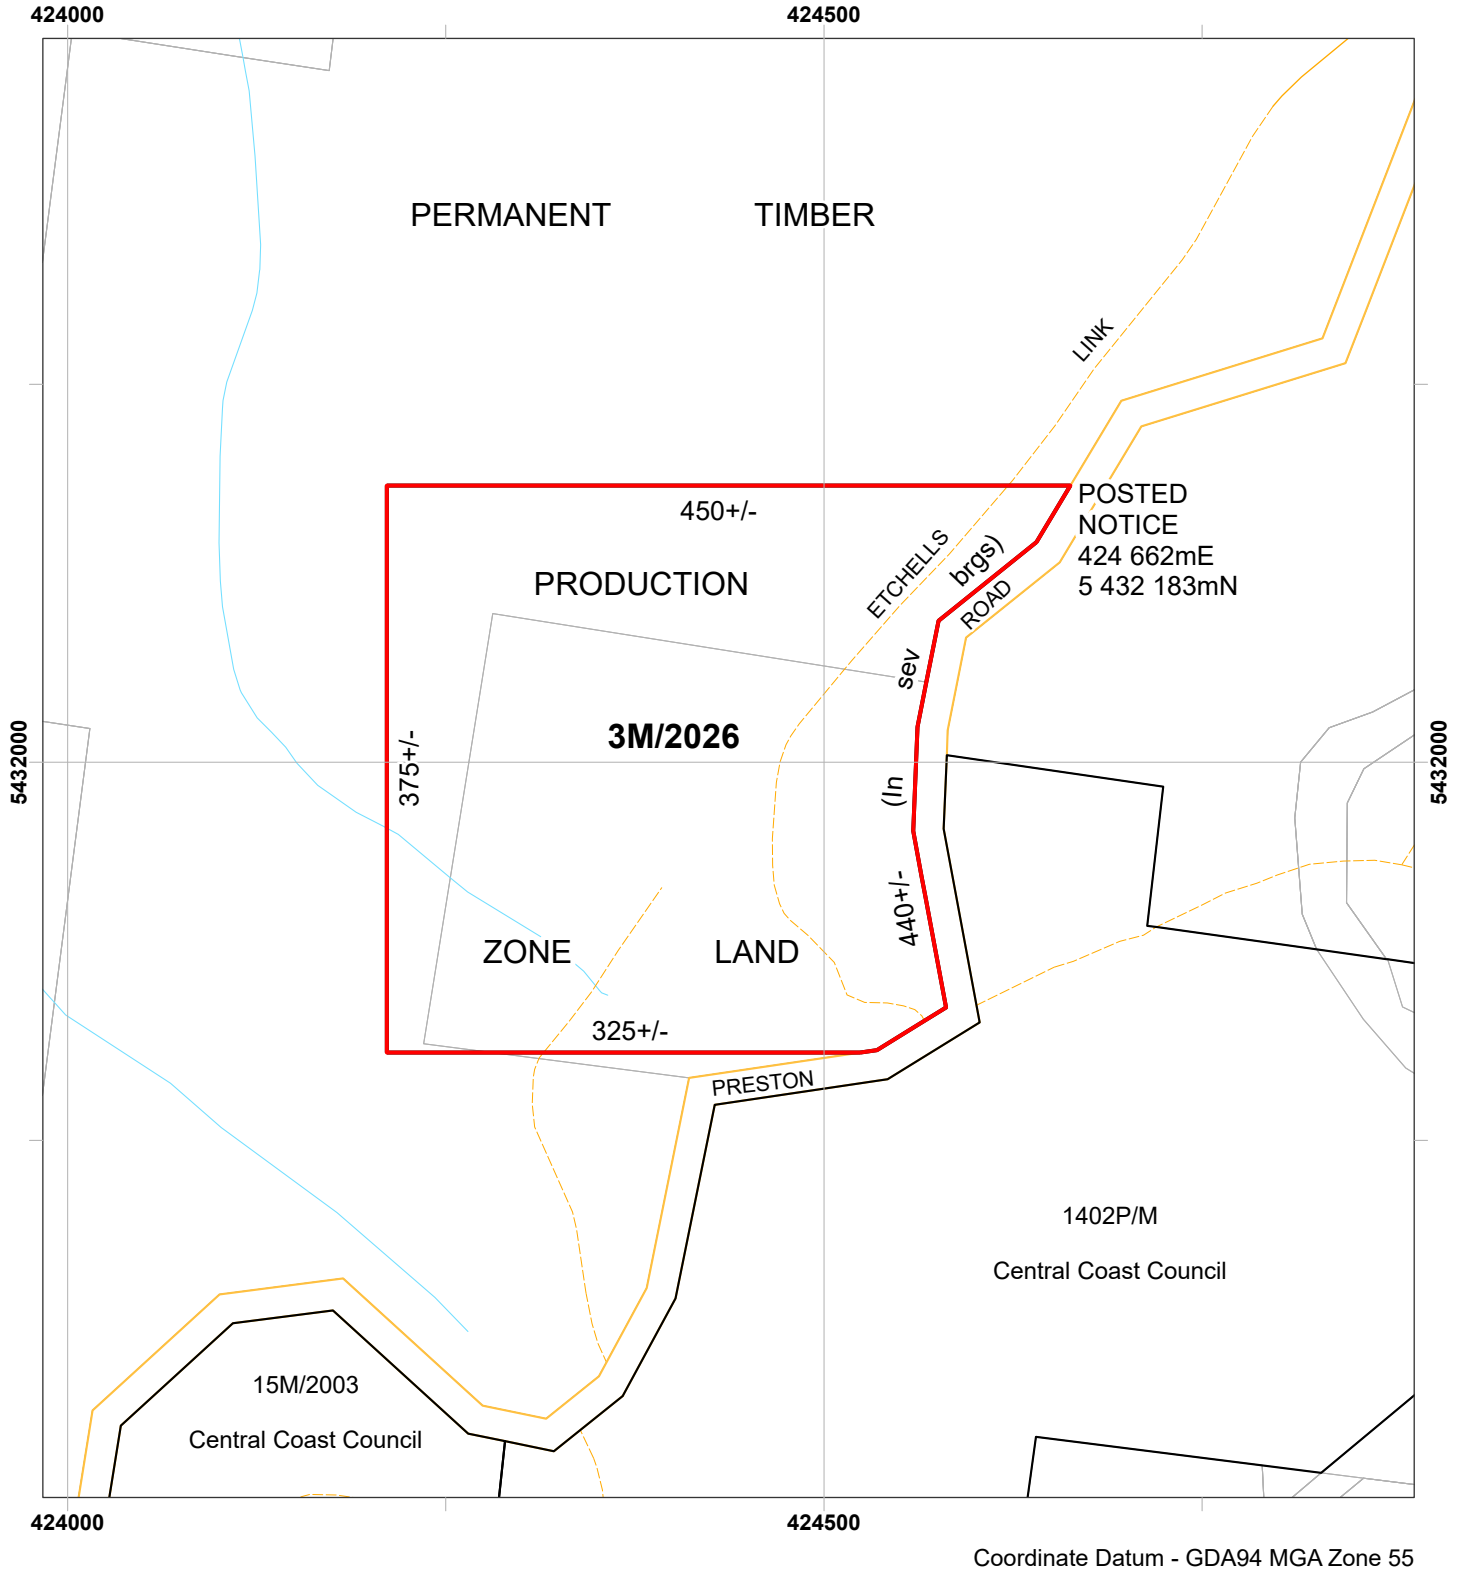 424000 424500
PERMANENT TIMBER
LINK
450+/-
POSTED
NOTICE
424 662mE
5 432 183mN
ETCHELLS
brgs)
PRODUCTION
ROAD
sev
3M/2026
5432000
375+/-
(In
5432000
440+/-
ZONE LAND
325+/-
PRESTON
1402P/M
Central Coast Council
15M/2003
Central Coast Council
424000 424500
Coordinate Datum - GDA94 MGA Zone 55